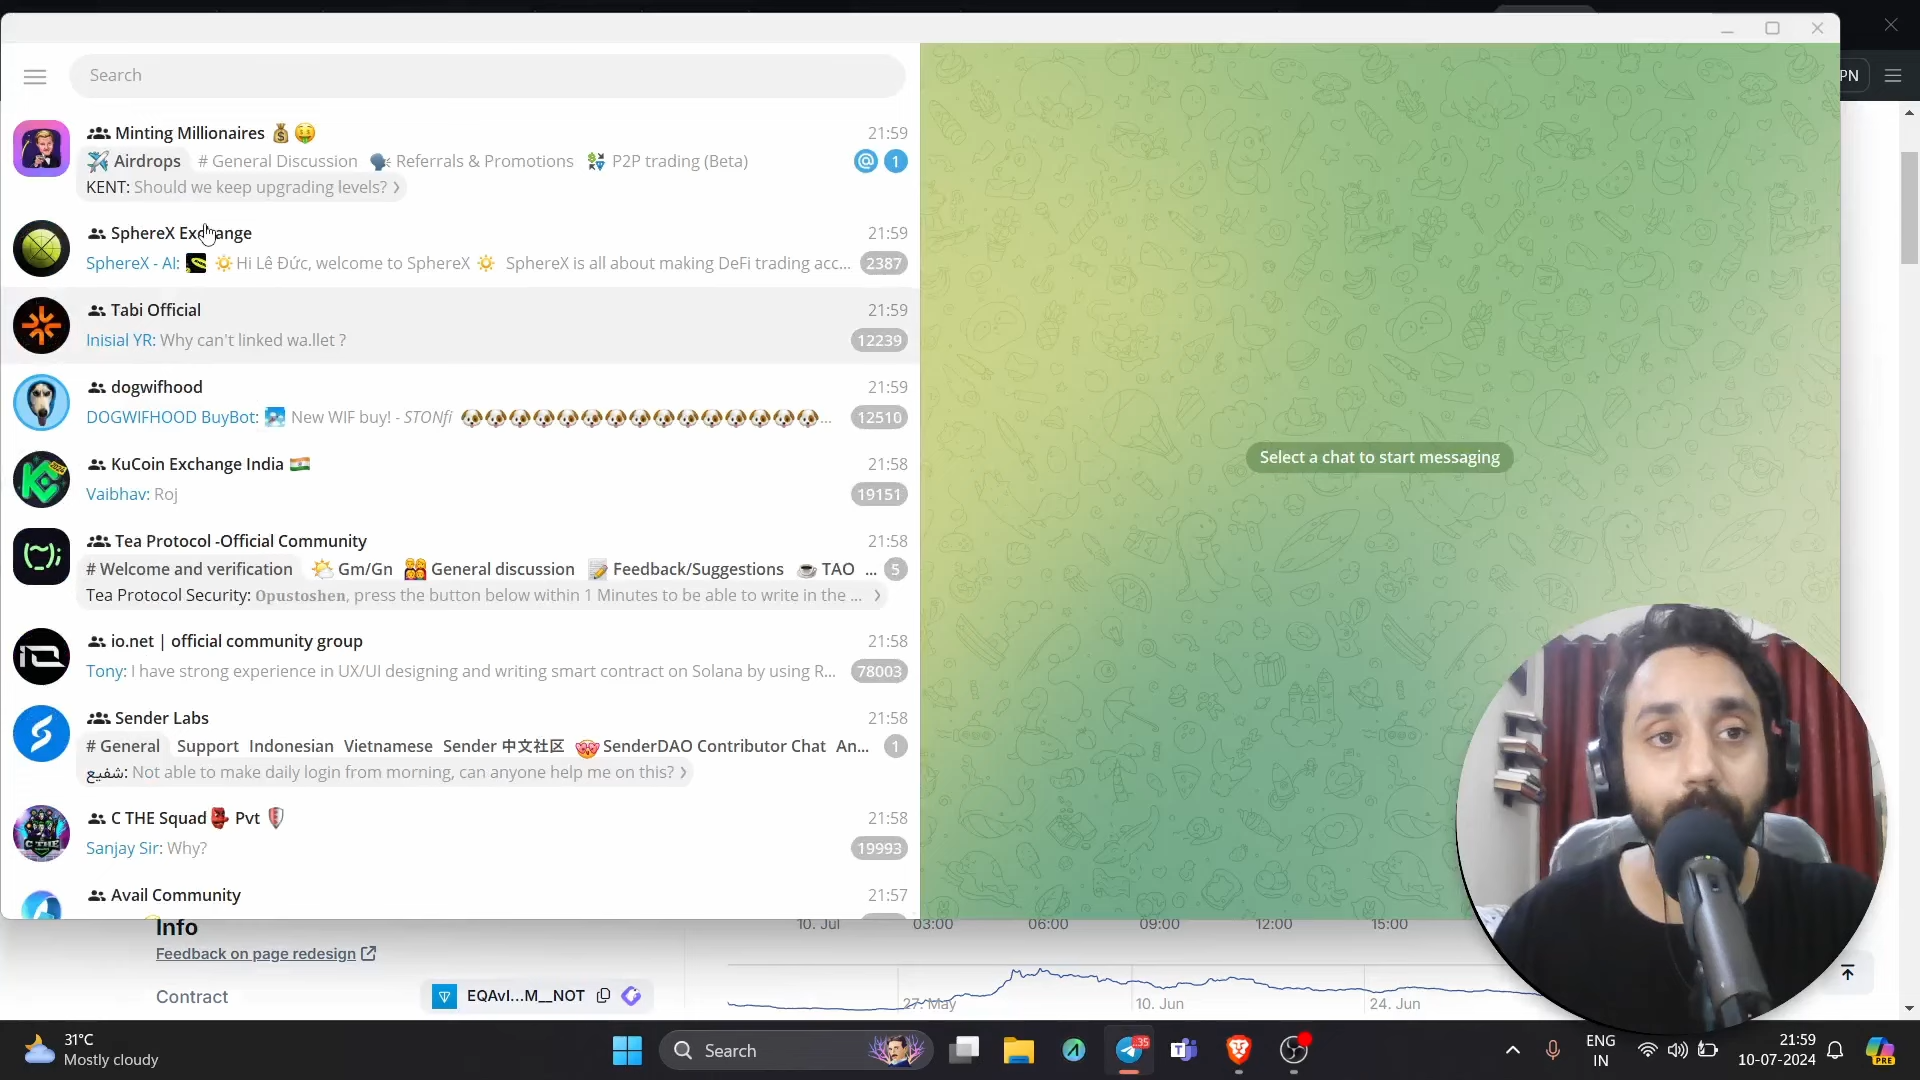 Search
PN
Minting Millionaires 💰🤑 21:59
Airdrops # General Discussion Referrals & Promotions P2P trading (Beta) @ 1
KENT: Should we keep upgrading levels? ›
SphereX Exchange 21:59
SphereX - AI: ☀️Hi Lê Đức, welcome to SphereX ☀️ SphereX is all about making DeFi trading acc... 2387
Tabi Official 21:59
Inisial YR: Why can't linked wa.llet ? 12239
dogwifhood 21:59
DOGWIFHOOD BuyBot: New WIF buy! - STONfi 🐶🐶🐶🐶🐶🐶🐶🐶🐶🐶🐶🐶🐶🐶🐶... 12510
KuCoin Exchange India 🇮🇳 21:58
Vaibhav: Roj 19151
Tea Protocol -Official Community 21:58
# Welcome and verification Gm/Gn General discussion Feedback/Suggestions TAO ... 5
Tea Protocol Security: Opustoshen, press the button below within 1 Minutes to be able to write in the ... ›
io.net | official community group 21:58
Tony: I have strong experience in UX/UI designing and writing smart contract on Solana by using R... 78003
Sender Labs 21:58
# General Support Indonesian Vietnamese Sender 中文社区 SenderDAO Contributor Chat An... 1
شفيع: Not able to make daily login from morning, can anyone help me on this? ›
C THE Squad👺 Pvt 🛡️ 21:58
Sanjay Sir: Why? 19993
Avail Community 21:57
Select a chat to start messaging
Info
Feedback on page redesign
Contract EQAvI...M__NOT
10. Jul 03:00 06:00 09:00 12:00 15:00
27. May 10. Jun 24. Jun
31°C
Mostly cloudy
Search
35
ENG
IN
21:59
10-07-2024
PRE